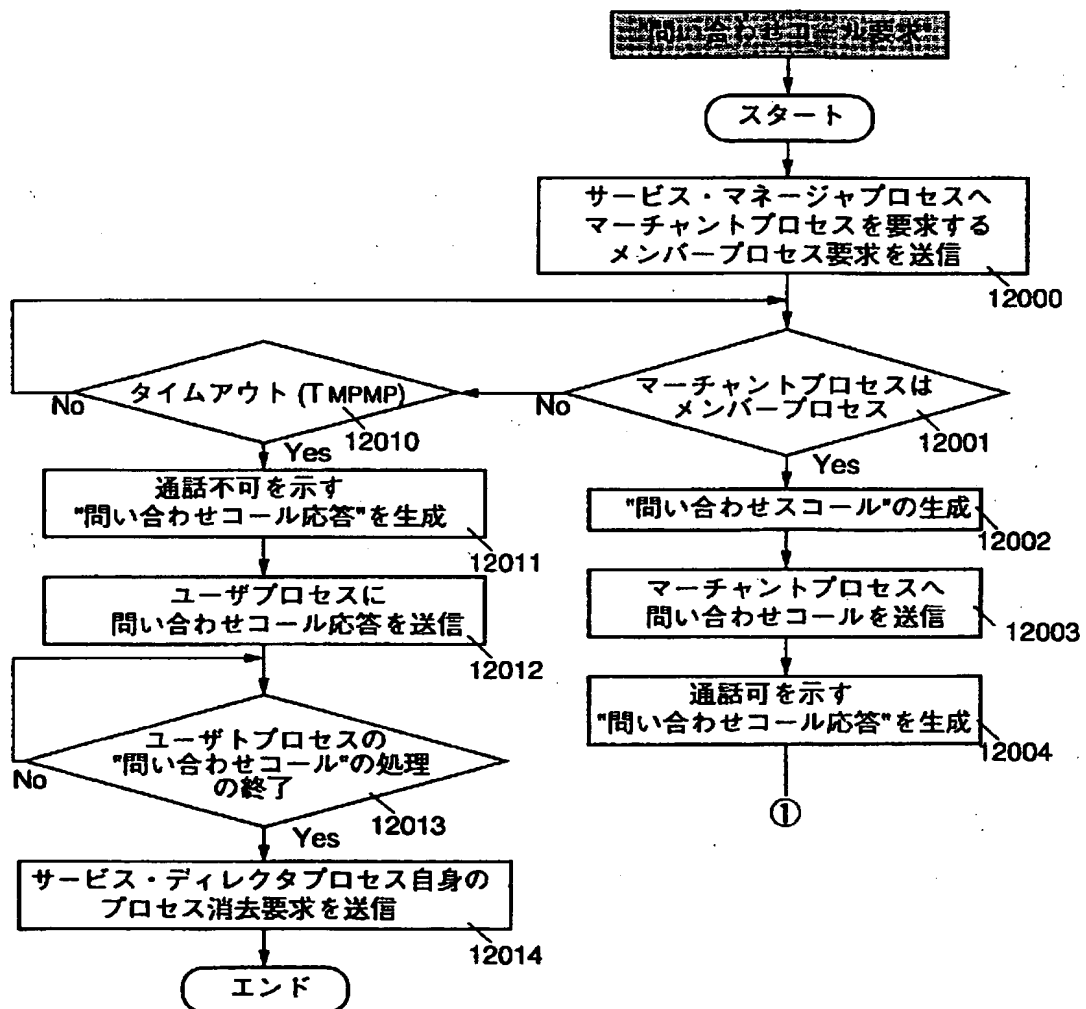 "問い合わせコール要求"
スタート
サービス・マネージャプロセスへ
マーチャントプロセスを要求する
メンバープロセス要求を送信
12000
マーチャントプロセスは
メンバープロセス
12001
No
Yes
タイムアウト (TMPMP)
12010
No
Yes
通話不可を示す
"問い合わせコール応答"を生成
12011
ユーザプロセスに
問い合わせコール応答を送信
12012
ユーザトプロセスの
"問い合わせコール"の処理
の終了
12013
No
Yes
サービス・ディレクタプロセス自身の
プロセス消去要求を送信
12014
エンド
"問い合わせスコール"の生成
12002
マーチャントプロセスへ
問い合わせコールを送信
12003
通話可を示す
"問い合わせコール応答"を生成
12004
①